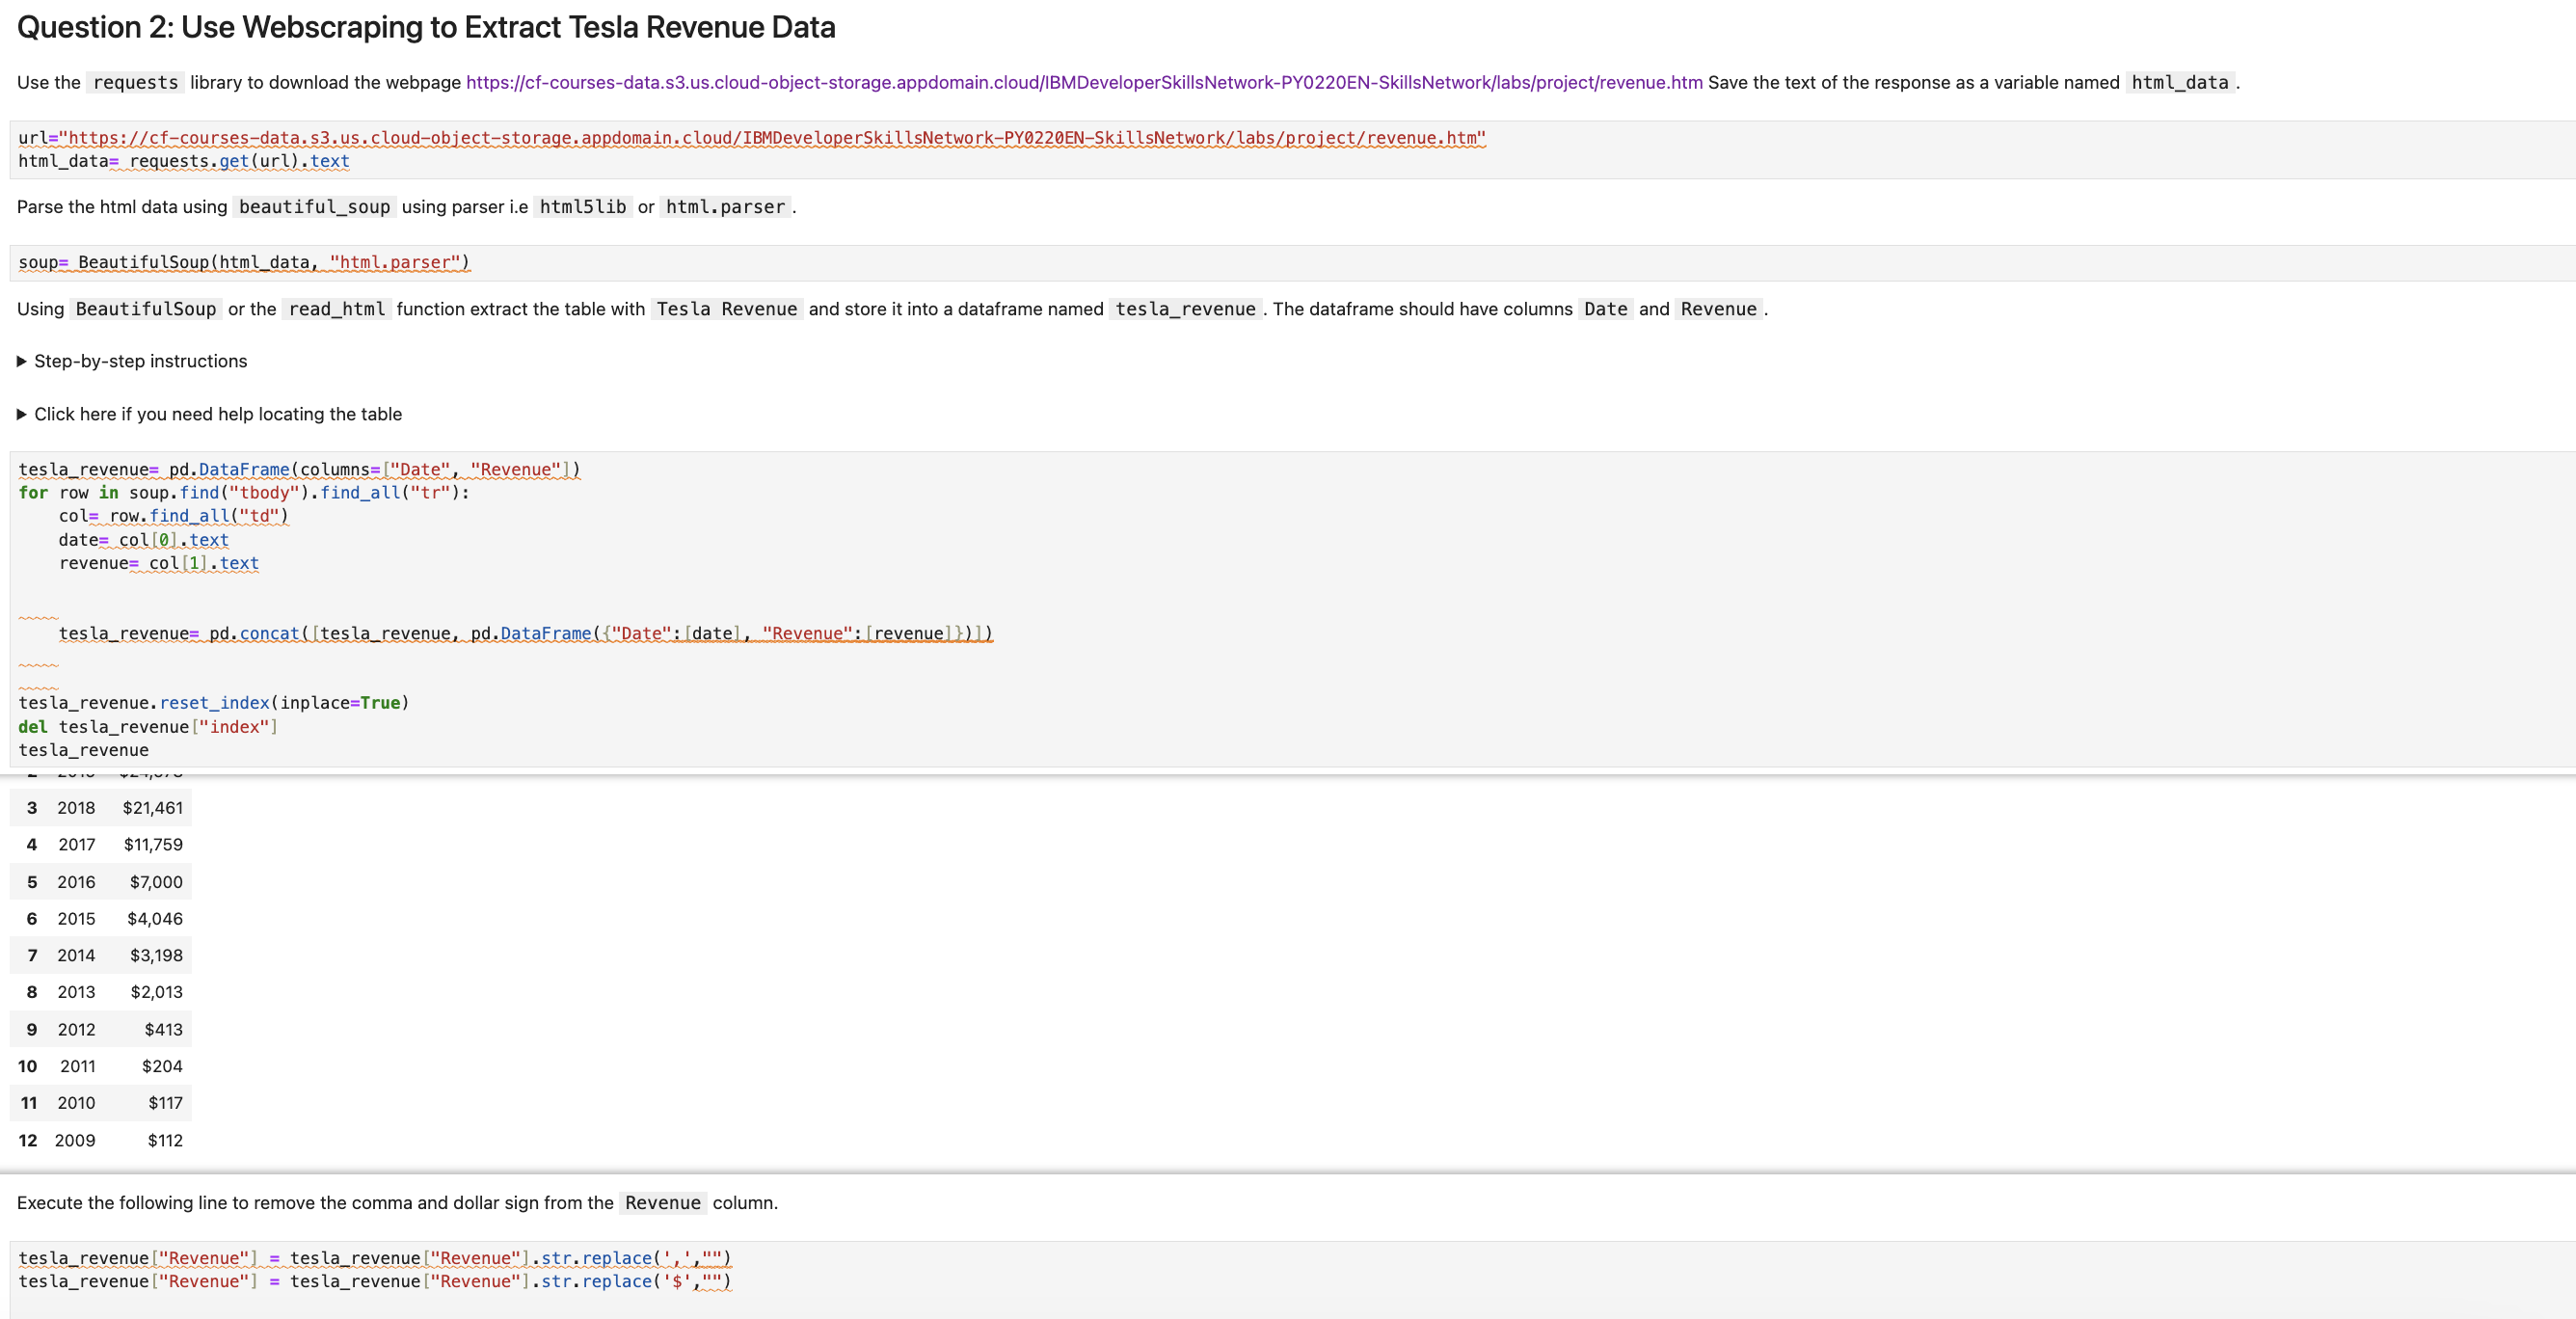 Question 2: Use Webscraping to Extract Tesla Revenue Data
Use the requests library to download the webpage https://cf-courses-data.s3.us.cloud-object-storage.appdomain.cloud/IBMDeveloperSkillsNetwork-PY0220EN-SkillsNetwork/labs/project/revenue.htm Save the text of the response as a variable named html_data.
url="https://cf-courses-data.s3.us.cloud-object-storage.appdomain.cloud/IBMDeveloperSkillsNetwork-PY0220EN-SkillsNetwork/labs/project/revenue.htm"
html_data= requests.get(url).text
Parse the html data using beautiful_soup using parser i.e html5lib or html.parser.
soup= BeautifulSoup(html_data, "html.parser")
Using BeautifulSoup or the read_html function extract the table with Tesla Revenue and store it into a dataframe named tesla_revenue. The dataframe should have columns Date and Revenue.
▶ Step-by-step instructions
▶ Click here if you need help locating the table
tesla_revenue= pd.DataFrame(columns=["Date", "Revenue"])
for row in soup.find("tbody").find_all("tr"):
    col= row.find_all("td")
    date= col[0].text
    revenue= col[1].text
    tesla_revenue= pd.concat([tesla_revenue, pd.DataFrame({"Date":[date], "Revenue":[revenue]})])
tesla_revenue.reset_index(inplace=True)
del tesla_revenue["index"]
tesla_revenue
3 2018 $21,461
4 2017 $11,759
5 2016 $7,000
6 2015 $4,046
7 2014 $3,198
8 2013 $2,013
9 2012 $413
10 2011 $204
11 2010 $117
12 2009 $112
Execute the following line to remove the comma and dollar sign from the Revenue column.
tesla_revenue["Revenue"] = tesla_revenue["Revenue"].str.replace(',',"")
tesla_revenue["Revenue"] = tesla_revenue["Revenue"].str.replace('$',"")